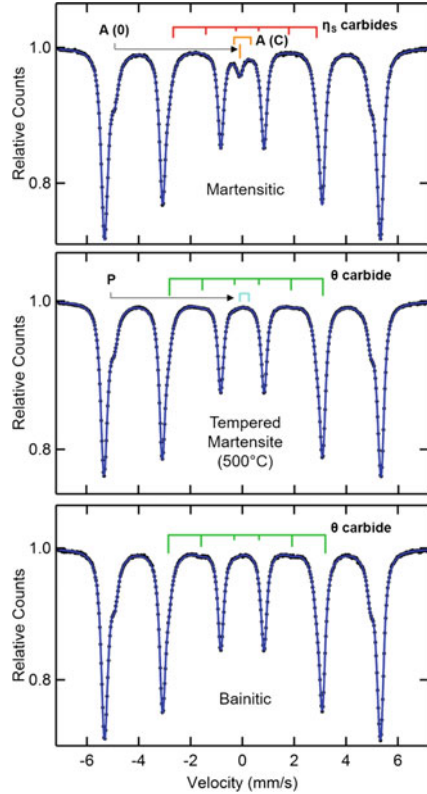 ηs carbides
A (0)
A (C)
1.0
0.8
Relative Counts
Martensitic
θ carbide
P
1.0
0.8
Relative Counts
Tempered
Martensite
(500°C)
θ carbide
1.0
0.8
Relative Counts
Bainitic
-6 -4 -2 0 2 4 6
Velocity (mm/s)